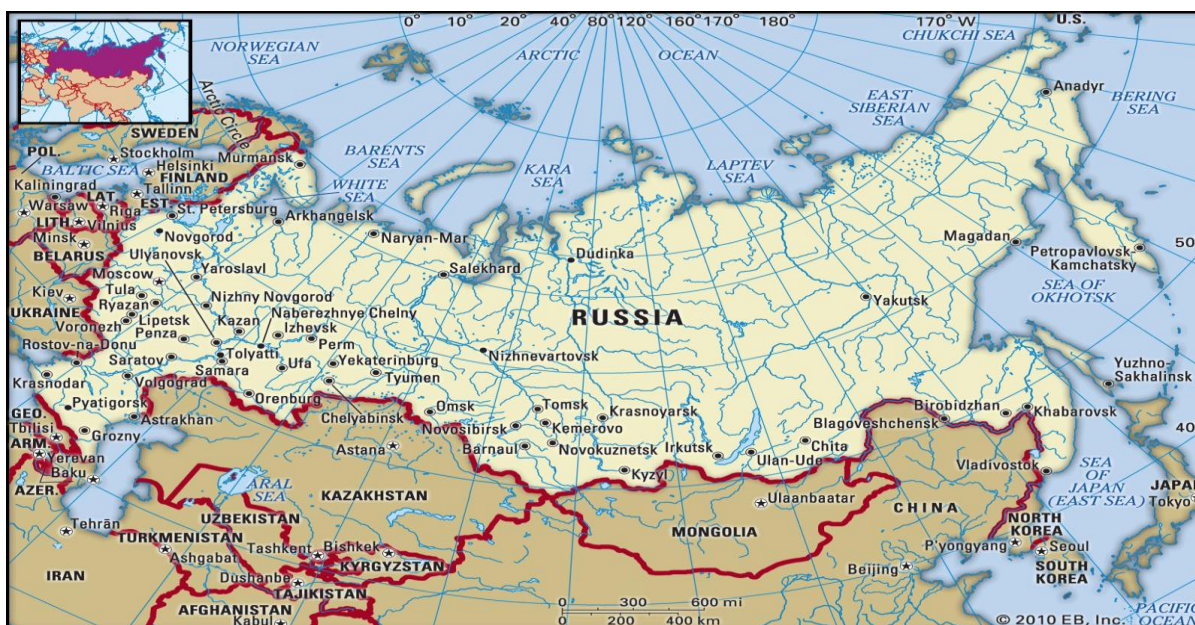 0° 10° 20° 40° 80° 120° 160° 170° 180° 170°W
U.S.
CHUKCHI SEA
NORWEGIAN
SEA
ARCTIC
OCEAN
Arctic Circle
EAST
SIBERIAN
SEA
Anadyr
BERING
SEA
SWEDEN
POL.
Stockholm
BALTIC SEA
Helsinki
FINLAND
Murmansk
BARENTS
SEA
KARA
SEA
LAPTEV
SEA
Kaliningrad
LAT.
Tallinn
EST.
WHITE
SEA
Warsaw
Riga
St. Petersburg
Arkhangelsk
LITH.
Vilnius
Minsk
Novgorod
Naryan-Mar
BELARUS
Ulyanovsk
Moscow
Yaroslavl
Salekhard
Dudinka
Magadan
Petropavlovsk-
Kamchatsky
50
SEA OF
OKHOTSK
Kiev
Tula
Nizhny Novgorod
Yakutsk
UKRAINE
Ryazan
Naberezhnye Chelny
RUSSIA
Voronezh
Lipetsk
Kazan
Izhevsk
Penza
Perm
Rostov-na-Donu
Saratov
Tolyatti
Samara
Ufa
Yekaterinburg
Nizhnevartovsk
Yuzhno-
Sakhalinsk
Krasnodar
Volgograd
Tyumen
Pyatigorsk
Orenburg
Chelyabinsk
Omsk
Tomsk
Krasnoyarsk
Birobidzhan
Khabarovsk
GEO.
Tbilisi
Astrakhan
Novosibirsk
Kemerovo
Blagoveshchensk
40
ARM.
Grozny
Astana
Barnaul
Novokuznetsk
Irkutsk
Chita
Yerevan
Kyzyl
Ulan-Ude
Vladivostok
Baku
AZER.
ARAL
SEA
KAZAKHSTAN
Ulaanbaatar
SEA
OF
JAPAN
(EAST SEA)
JAPA
Tokyo
Tehrān
UZBEKISTAN
MONGOLIA
CHINA
NORTH
KOREA
TURKMENISTAN
Ashgabat
Tashkent
Bishkek
KYRGYZSTAN
P'yongyang
Seoul
SOUTH
KOREA
IRAN
Dushanbe
TAJIKISTAN
Beijing
AFGHANISTAN
Kabul
0 300 600 mi
0 200 400 km
PACIFIC
OCEAN
© 2010 EB, Inc.